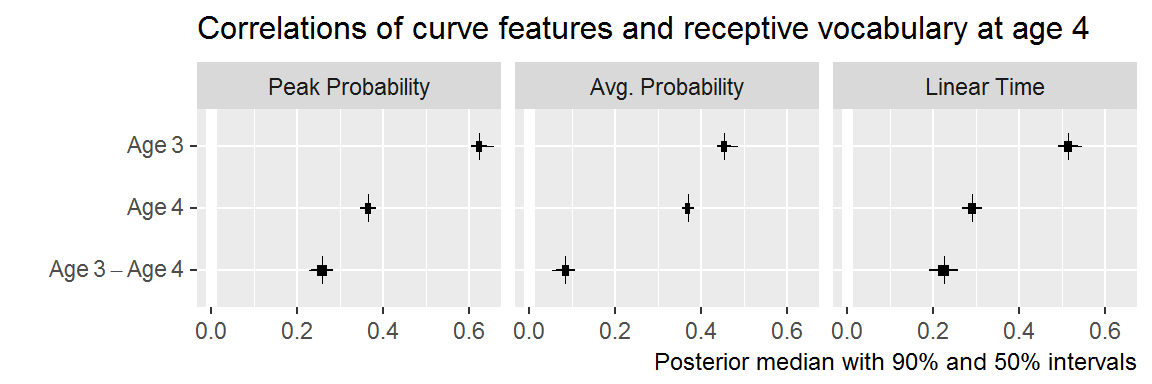 Correlations of curve features and receptive vocabulary at age 4
Peak Probability
Avg. Probability
Linear Time
Age 3
Age 4
Age 3 – Age 4
0.0 0.2 0.4 0.6
0.0 0.2 0.4 0.6
0.0 0.2 0.4 0.6
Posterior median with 90% and 50% intervals